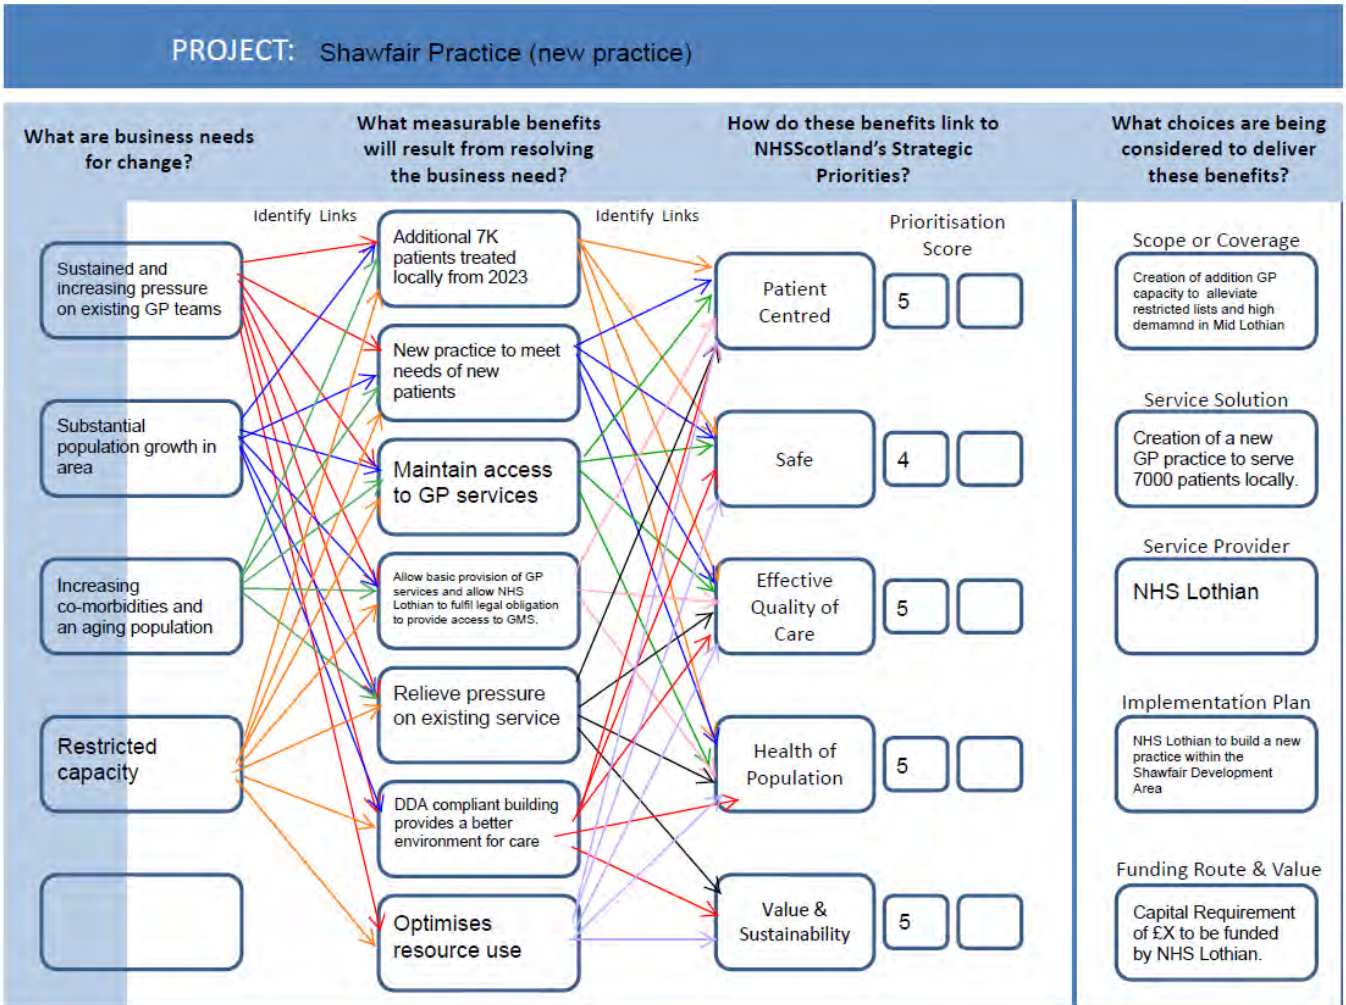 PROJECT: Shawfair Practice (new practice)
What are business needs
for change?
What measurable benefits
will result from resolving
the business need?
How do these benefits link to
NHSScotland's Strategic
Priorities?
What choices are being
considered to deliver
these benefits?
Identify Links
Identify Links
Prioritisation
Score
Sustained and
increasing pressure
on existing GP teams
Substantial
population growth in
area
Increasing
co-morbidities and
an aging population
Restricted
capacity
Additional 7K
patients treated
locally from 2023
New practice to meet
needs of new
patients
Maintain access
to GP services
Allow basic provision of GP
services and allow NHS
Lothian to fulfil legal obligation
to provide access to GMS.
Relieve pressure
on existing service
DDA compliant building
provides a better
environment for care
Optimises
resource use
Patient
Centred
5
Safe
4
Effective
Quality of
Care
5
Health of
Population
5
Value &
Sustainability
5
Scope or Coverage
Creation of addition GP
capacity to alleviate
restricted lists and high
demamnd in Mid Lothian
Service Solution
Creation of a new
GP practice to serve
7000 patients locally.
Service Provider
NHS Lothian
Implementation Plan
NHS Lothian to build a new
practice within the
Shawfair Development
Area
Funding Route & Value
Capital Requirement
of £X to be funded
by NHS Lothian.